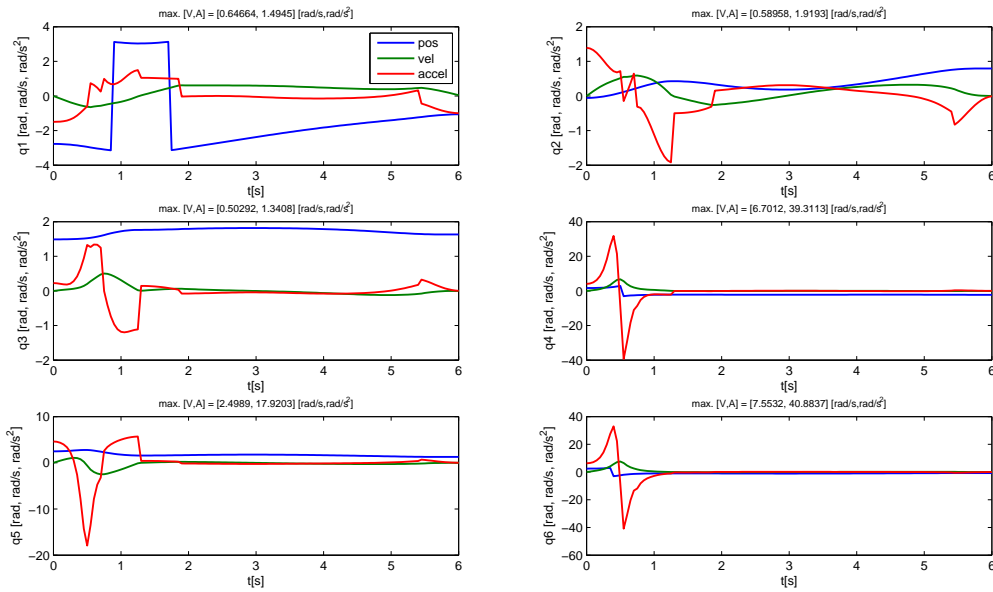 max. [V,A] = [0.64664, 1.4945] [rad/s,rad/s²]
q1 [rad, rad/s, rad/s²]
4
2
0
−2
−4
pos
vel
accel
0 1 2 3 4 5 6
t[s]
max. [V,A] = [0.58958, 1.9193] [rad/s,rad/s²]
q2 [rad, rad/s, rad/s²]
2
1
0
−1
−2
0 1 2 3 4 5 6
t[s]
max. [V,A] = [0.50292, 1.3408] [rad/s,rad/s²]
q3 [rad, rad/s, rad/s²]
2
1
0
−1
−2
0 1 2 3 4 5 6
t[s]
max. [V,A] = [6.7012, 39.3113] [rad/s,rad/s²]
q4 [rad, rad/s, rad/s²]
40
20
0
−20
−40
0 1 2 3 4 5 6
t[s]
max. [V,A] = [2.4989, 17.9203] [rad/s,rad/s²]
q5 [rad, rad/s, rad/s²]
10
0
−10
−20
0 1 2 3 4 5 6
t[s]
max. [V,A] = [7.5532, 40.8837] [rad/s,rad/s²]
q6 [rad, rad/s, rad/s²]
40
20
0
−20
−40
−60
0 1 2 3 4 5 6
t[s]